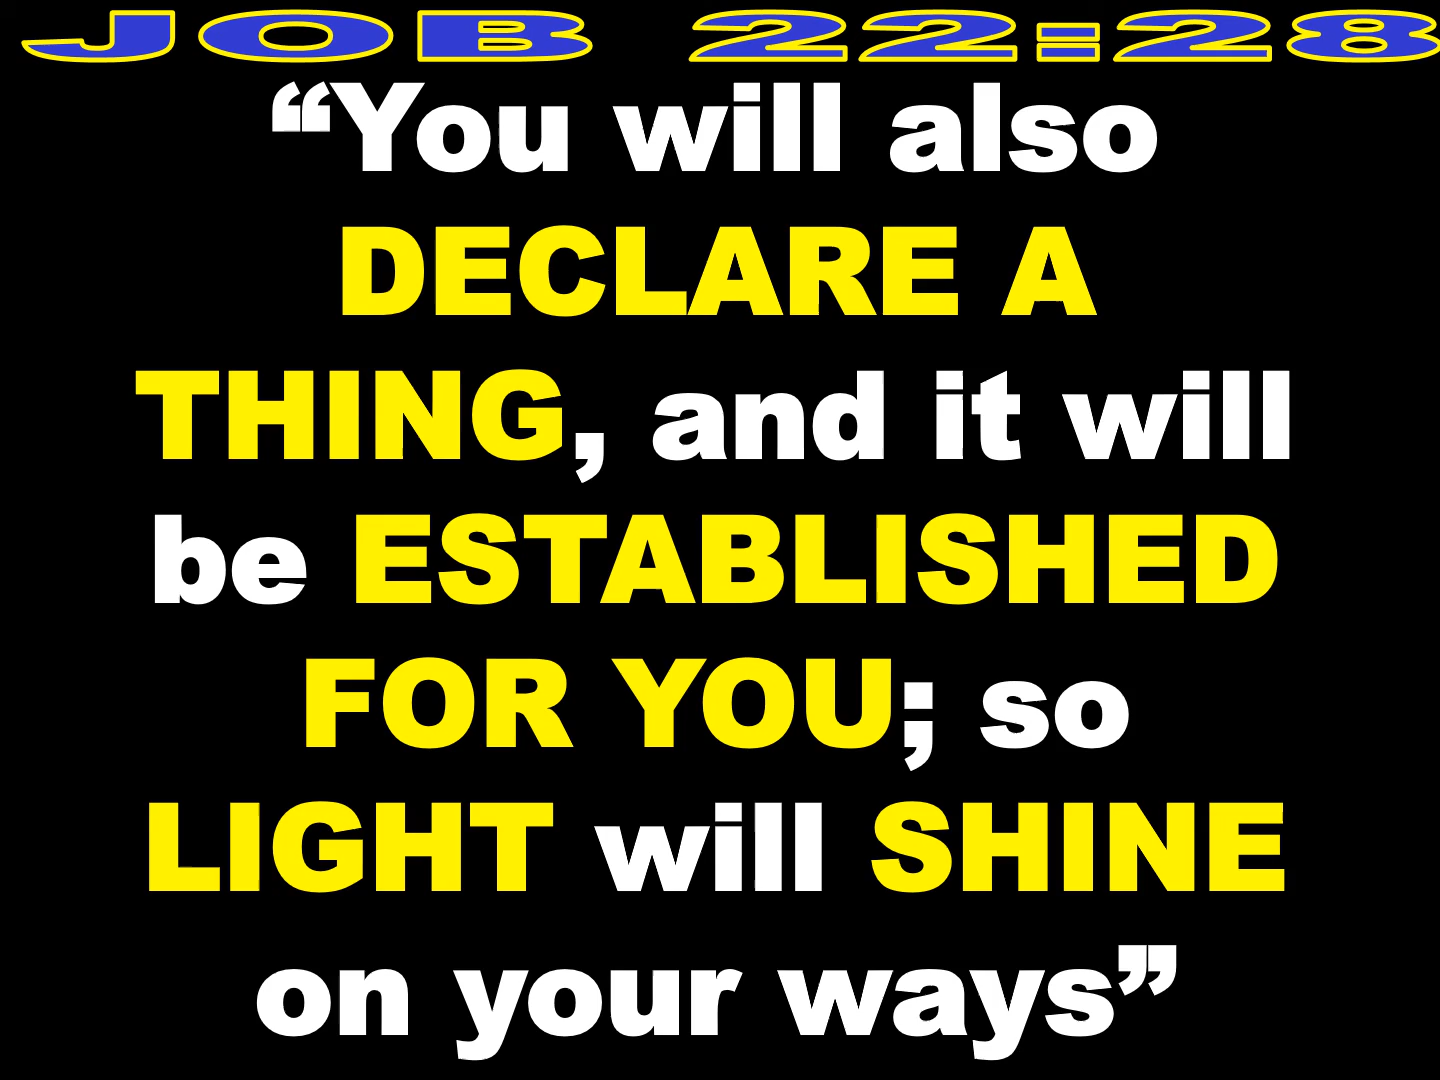 JOB 22:28
“You will also
DECLARE A
THING, and it will
be ESTABLISHED
FOR YOU; so
LIGHT will SHINE
on your ways”